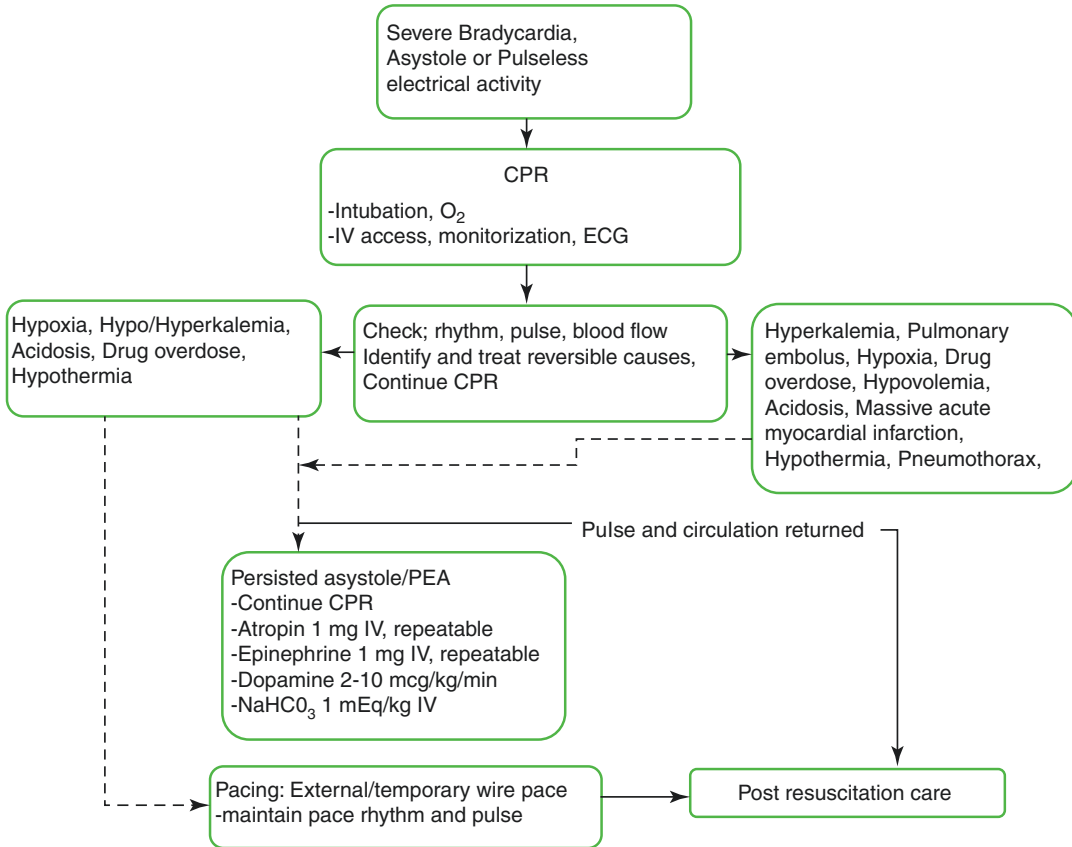 Severe Bradycardia,
Asystole or Pulseless
electrical activity
CPR
-Intubation, O₂
-IV access, monitorization, ECG
Hypoxia, Hypo/Hyperkalemia,
Acidosis, Drug overdose,
Hypothermia
Check; rhythm, pulse, blood flow
Identify and treat reversible causes,
Continue CPR
Hyperkalemia, Pulmonary
embolus, Hypoxia, Drug
overdose, Hypovolemia,
Acidosis, Massive acute
myocardial infarction,
Hypothermia, Pneumothorax,
Pulse and circulation returned
Persisted asystole/PEA
-Continue CPR
-Atropin 1 mg IV, repeatable
-Epinephrine 1 mg IV, repeatable
-Dopamine 2-10 mcg/kg/min
-NaHC0₃ 1 mEq/kg IV
Pacing: External/temporary wire pace
-maintain pace rhythm and pulse
Post resuscitation care